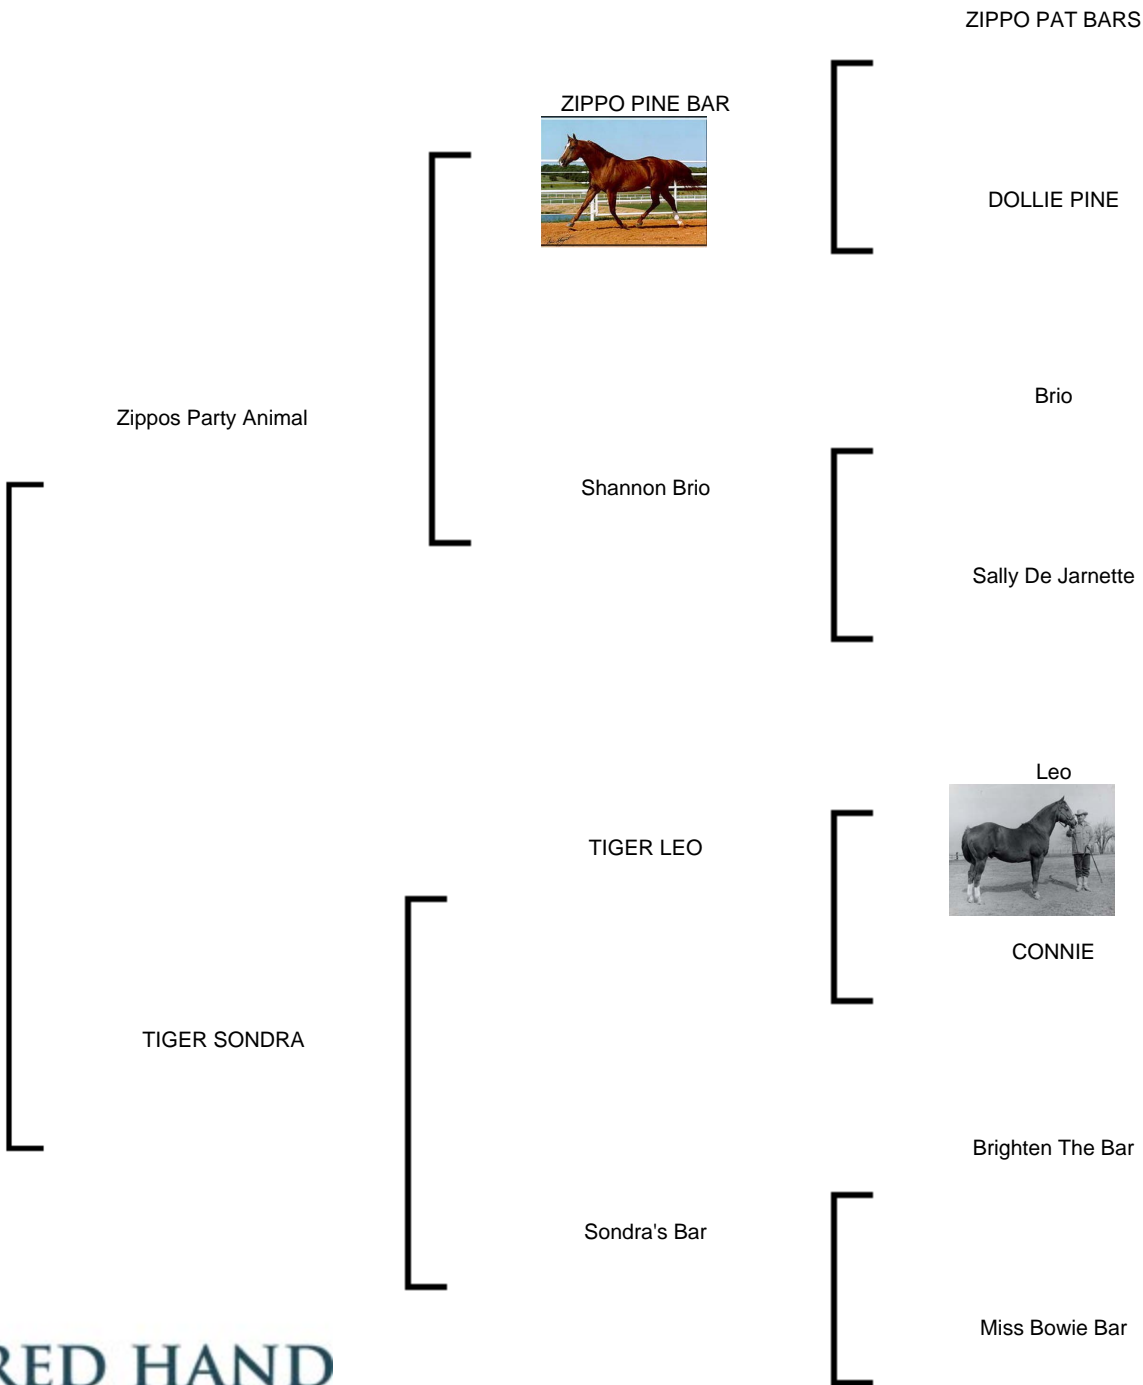 ZIPPO PAT BARS
ZIPPO PINE BAR
DOLLIE PINE
Zippos Party Animal
Brio
Shannon Brio
Sally De Jarnette
Leo
TIGER LEO
CONNIE
TIGER SONDRA
Brighten The Bar
Sondra's Bar
Miss Bowie Bar
RED HAND